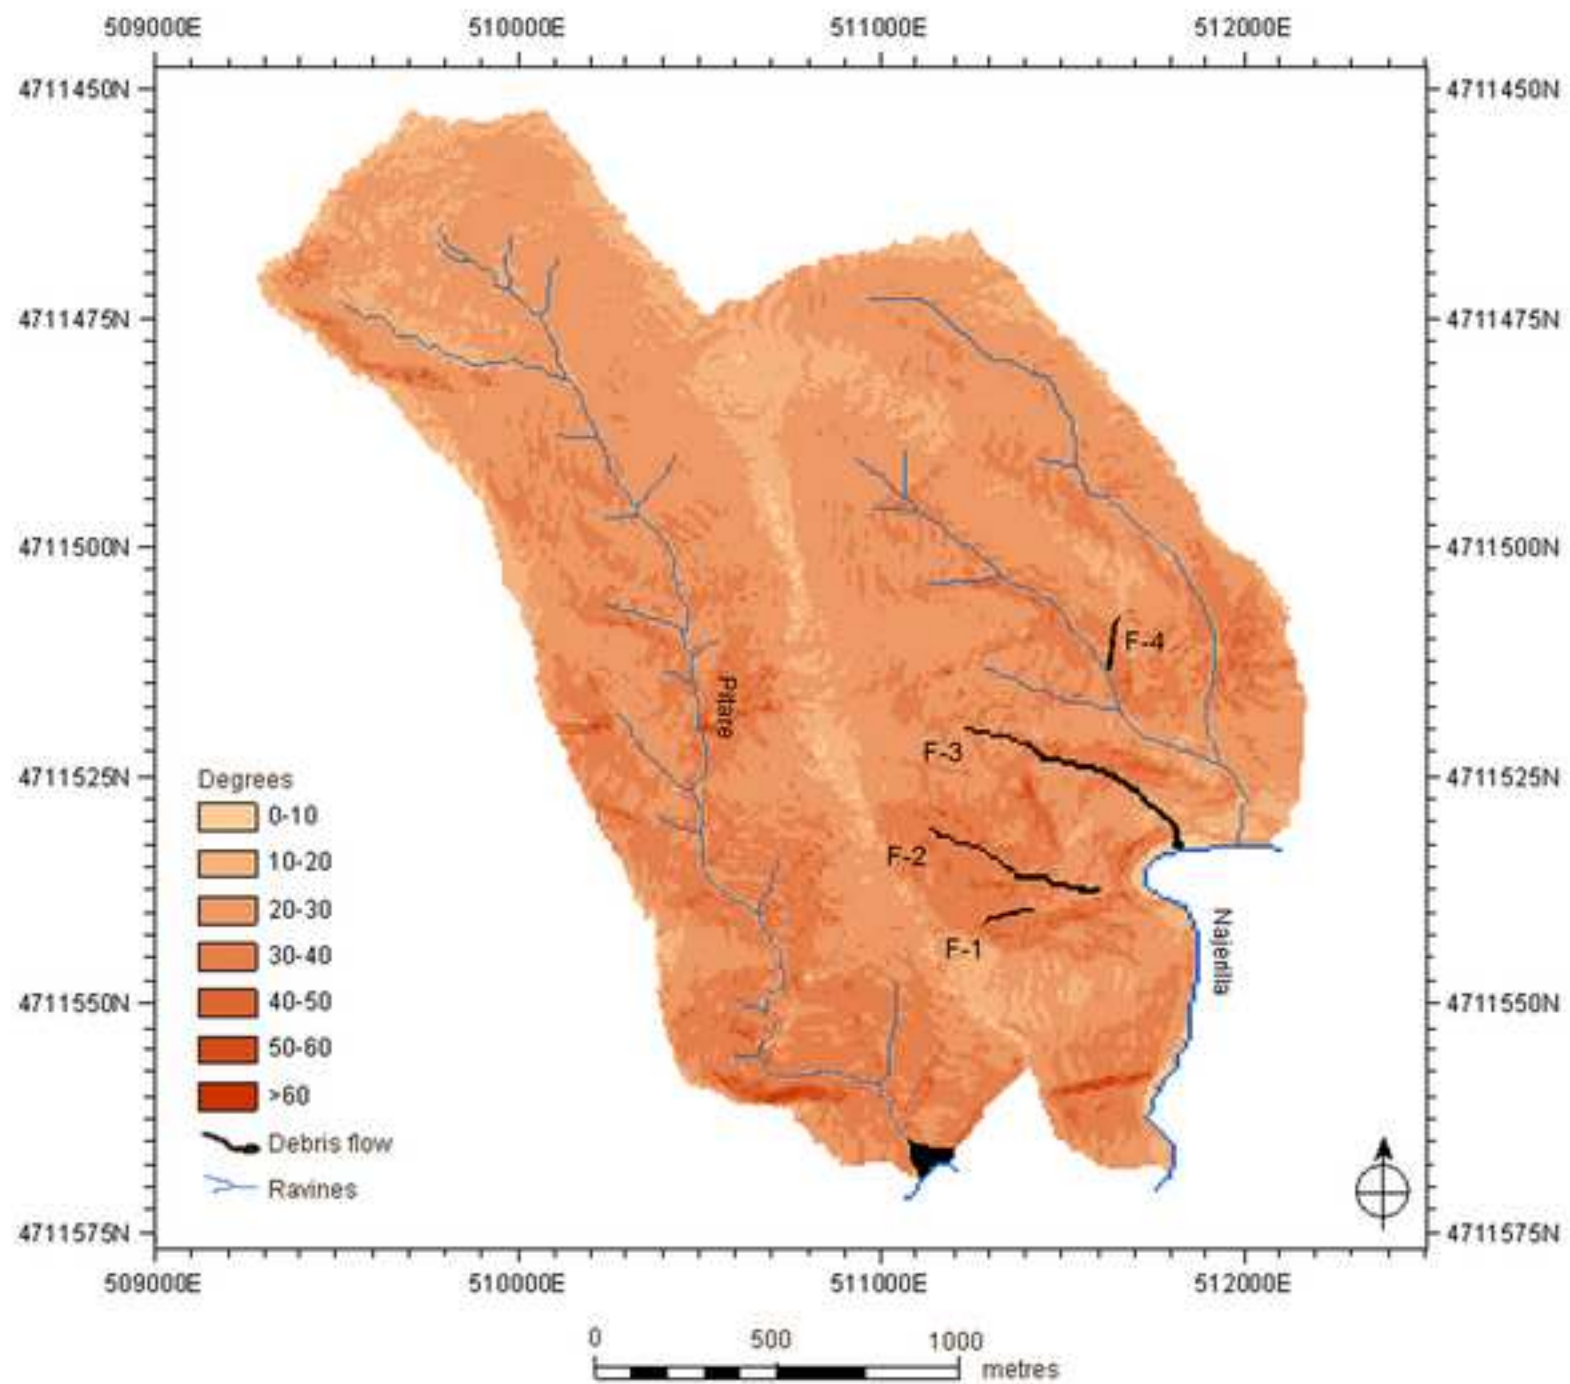 509000E 510000E 511000E 512000E
4711450N 4711450N
4711475N 4711475N
4711500N 4711500N
F-4
Pitare
F-3
4711525N 4711525N
Degrees
0-10
10-20
20-30
30-40
40-50
50-60
>60
Debris flow
Ravines
F-2
F-1
Najerilla
4711550N 4711550N
4711575N 4711575N
509000E 510000E 511000E 512000E
0 500 1000
metres